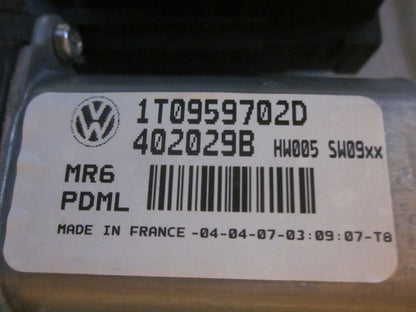 1T0959702D
402029B HW005 SW09xx
MR6
PDML
MADE IN FRANCE -04-04-07-03:09:07-T8